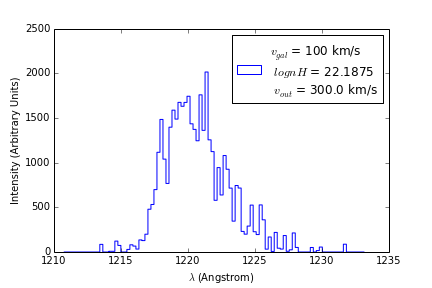 2500
2000
1500
1000
500
0
Intensity (Arbitrary Units)
v_gal = 100 km/s
lognH = 22.1875
v_out = 300.0 km/s
1210 1215 1220 1225 1230 1235
λ (Angstrom)